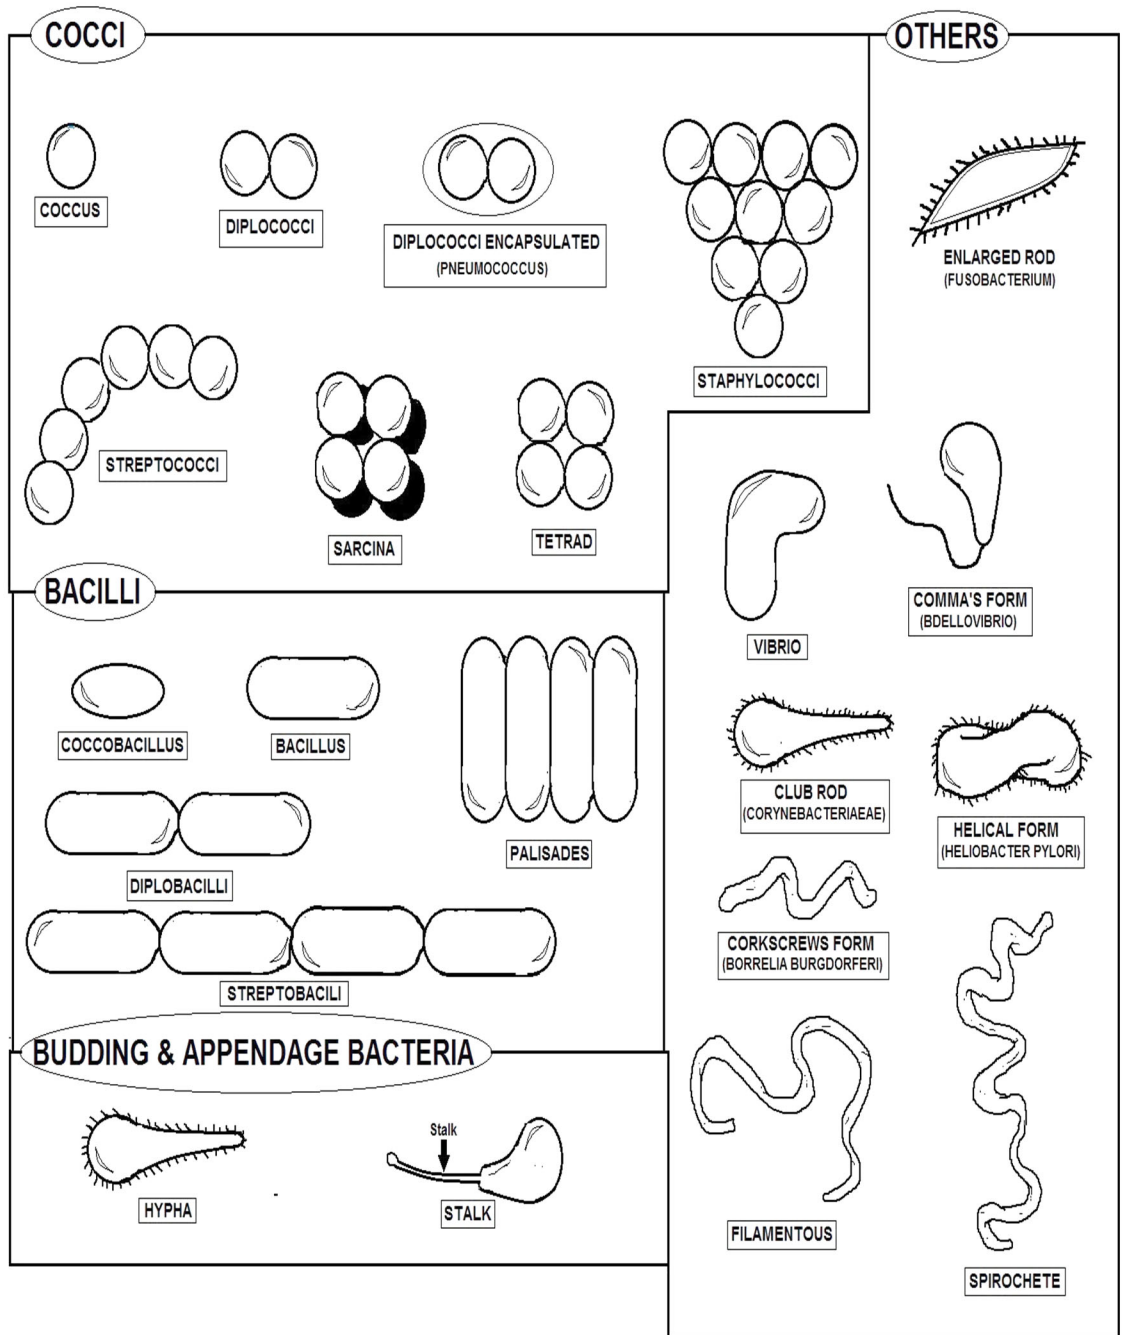 COCCI
COCCUS
DIPLOCOCCI
DIPLOCOCCI ENCAPSULATED
(PNEUMOCOCCUS)
STAPHYLOCOCCI
STREPTOCOCCI
SARCINA
TETRAD
OTHERS
ENLARGED ROD
(FUSOBACTERIUM)
VIBRIO
COMMA'S FORM
(BDELLOVIBRIO)
CLUB ROD
(CORYNEBACTERIAEAE)
HELICAL FORM
(HELIOBACTER PYLORI)
CORKSCREWS FORM
(BORRELIA BURGDORFERI)
FILAMENTOUS
SPIROCHETE
BACILLI
COCCOBACILLUS
BACILLUS
PALISADES
DIPLOBACILLI
STREPTOBACILI
BUDDING & APPENDAGE BACTERIA
HYPHA
Stalk
STALK